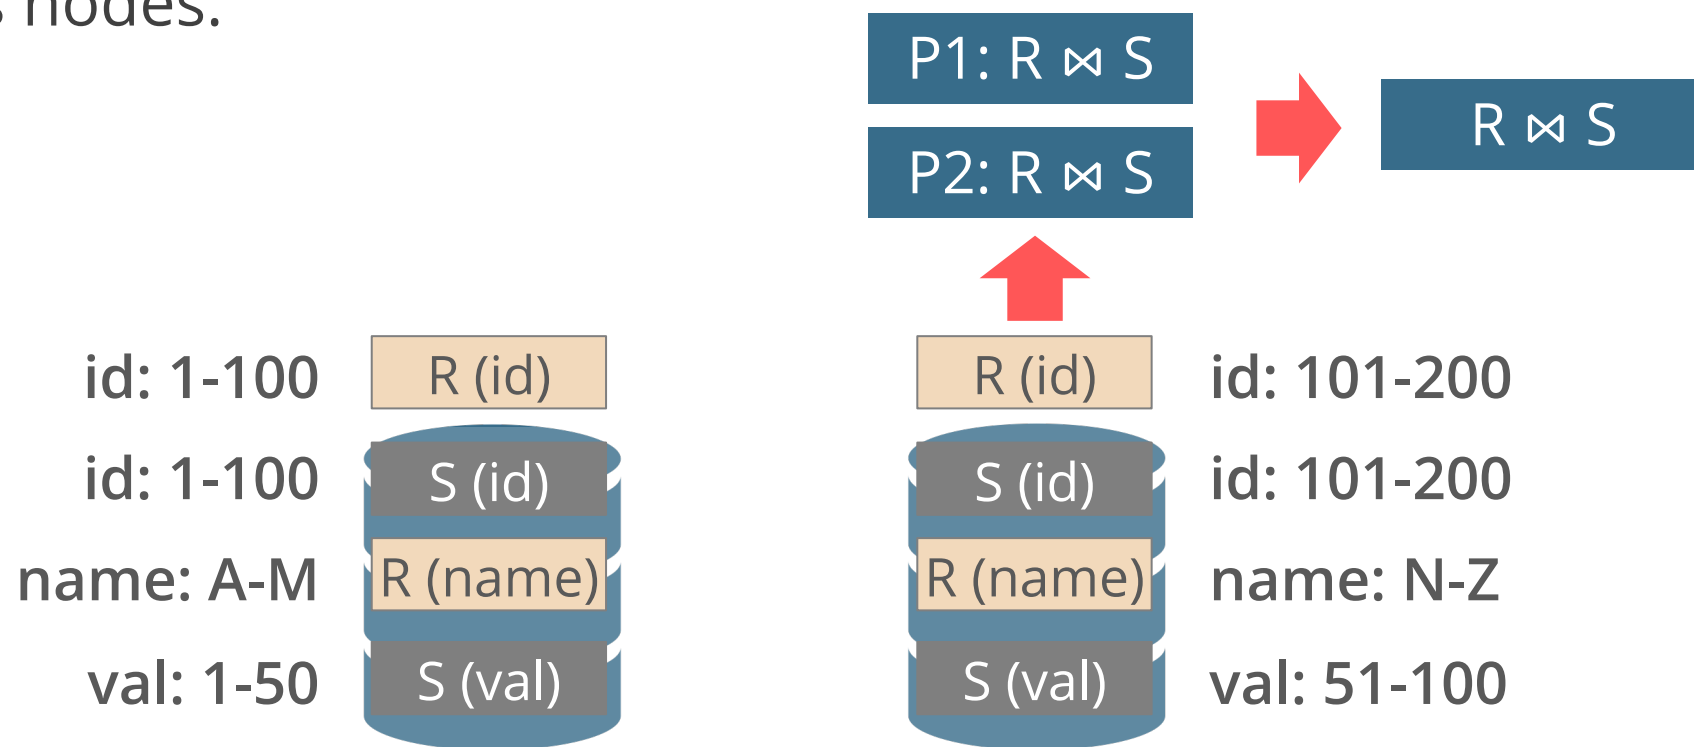 s nodes.
P1: R ⋈ S
P2: R ⋈ S
R ⋈ S
id: 1-100 R (id) R (id) id: 101-200
id: 1-100 S (id) S (id) id: 101-200
name: A-M R (name) R (name) name: N-Z
val: 1-50 S (val) S (val) val: 51-100